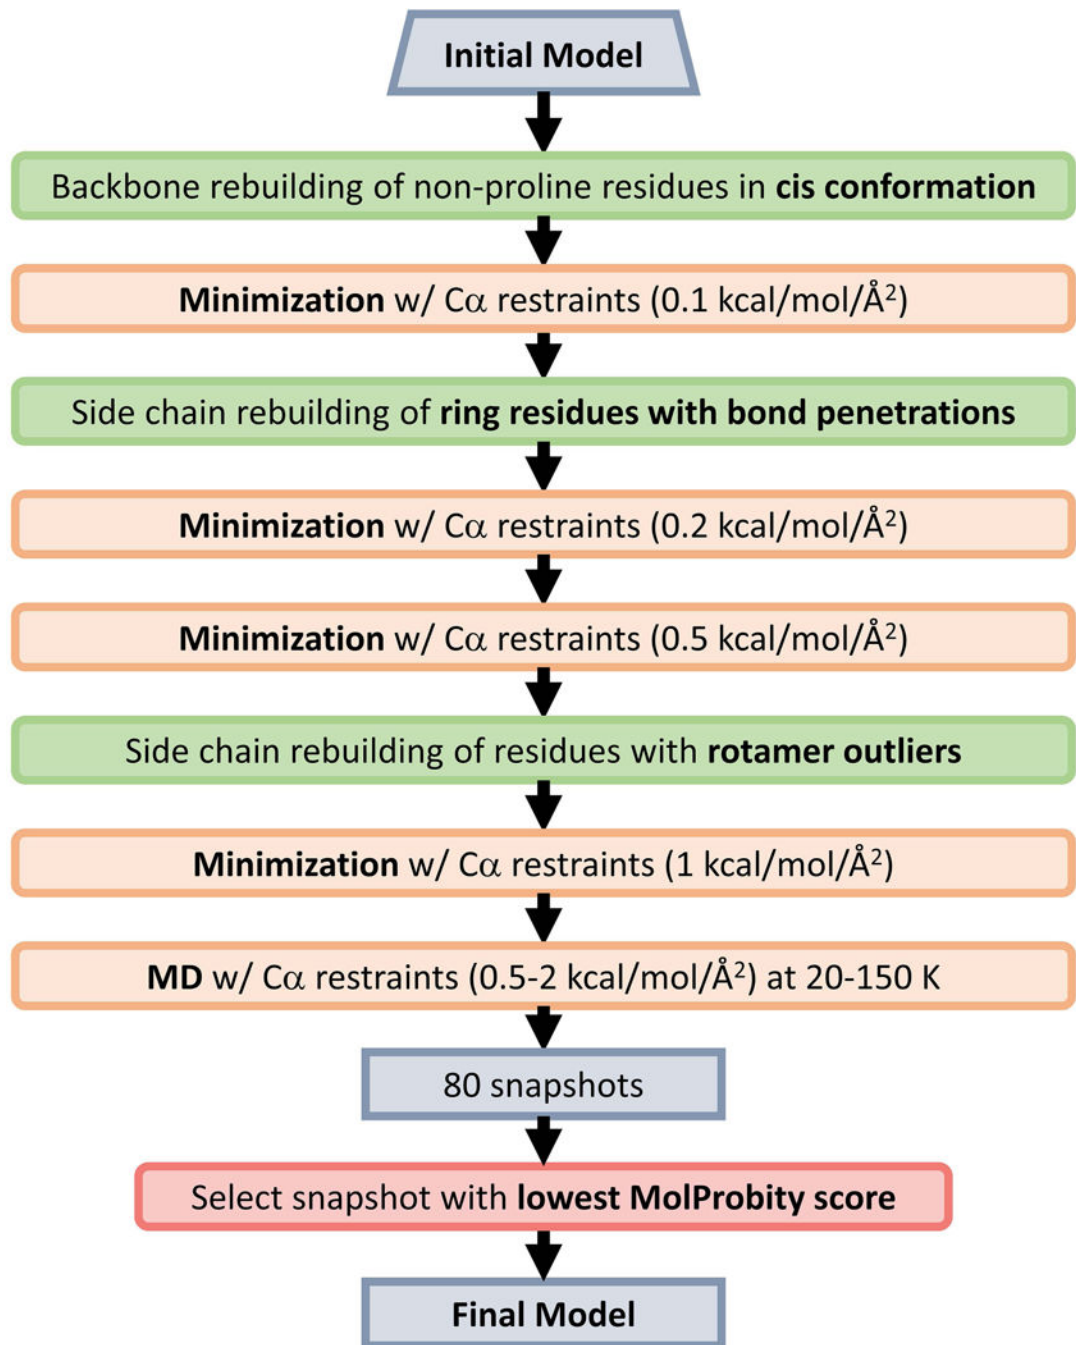 Initial Model
Backbone rebuilding of non-proline residues in cis conformation
Minimization w/ Cα restraints (0.1 kcal/mol/Å²)
Side chain rebuilding of ring residues with bond penetrations
Minimization w/ Cα restraints (0.2 kcal/mol/Å²)
Minimization w/ Cα restraints (0.5 kcal/mol/Å²)
Side chain rebuilding of residues with rotamer outliers
Minimization w/ Cα restraints (1 kcal/mol/Å²)
MD w/ Cα restraints (0.5-2 kcal/mol/Å²) at 20-150 K
80 snapshots
Select snapshot with lowest MolProbity score
Final Model